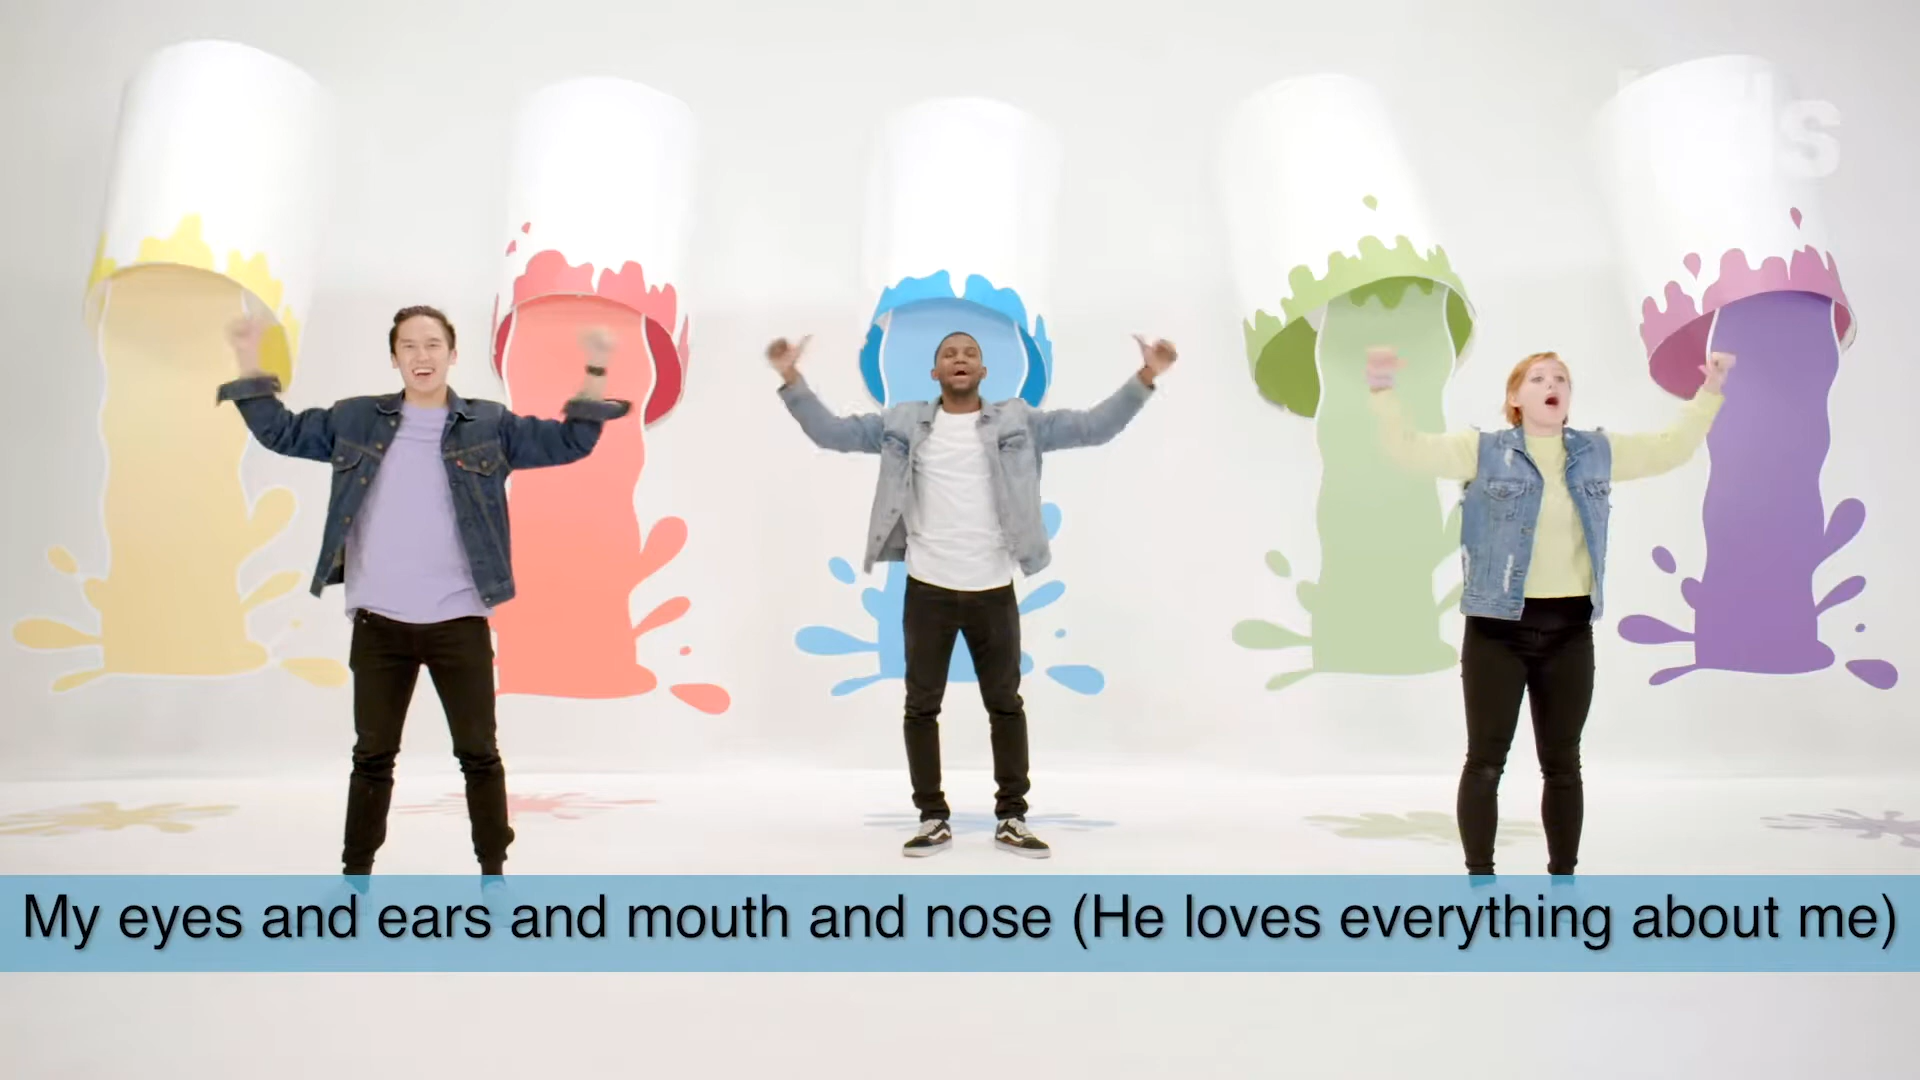 My eyes and ears and mouth and nose (He loves everything about me)